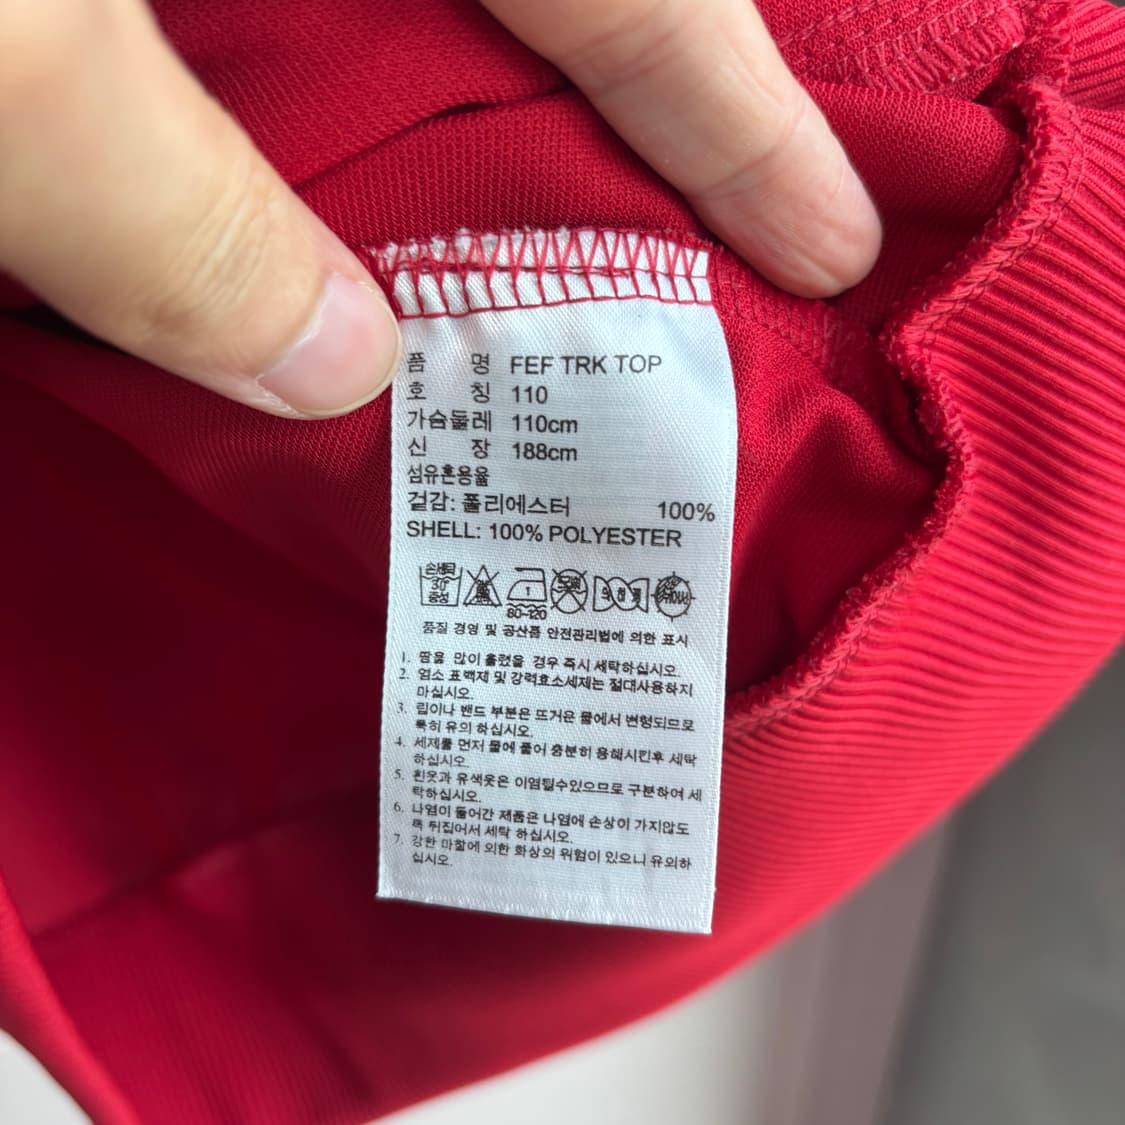 품 명 FEF TRK TOP
호 칭 110
가슴둘레 110cm
신 장 188cm
섬유혼용율
겉감: 폴리에스터 100%
SHELL: 100% POLYESTER
손세탁
30°
중성
1
80~120
품질 경영 및 공산품 안전관리법에 의한 표시
1. 땀을 많이 흘렸을 경우 즉시 세탁하십시오.
2. 염소 표백제 및 강력효소세제는 절대사용하지
마십시오.
3. 립이나 밴드 부분은 뜨거운 물에서 변형되므로
특히 유의 하십시오.
4. 세제를 먼저 물에 풀어 충분히 용해시킨후 세탁
하십시오.
5. 흰옷과 유색옷은 이염될수있으므로 구분하여 세
탁하십시오.
6. 나염이 들어간 제품은 나염에 손상이 가지않도
록 뒤집어서 세탁 하십시오.
7. 강한 마찰에 의한 화상의 위험이 있으니 유의하
십시오.